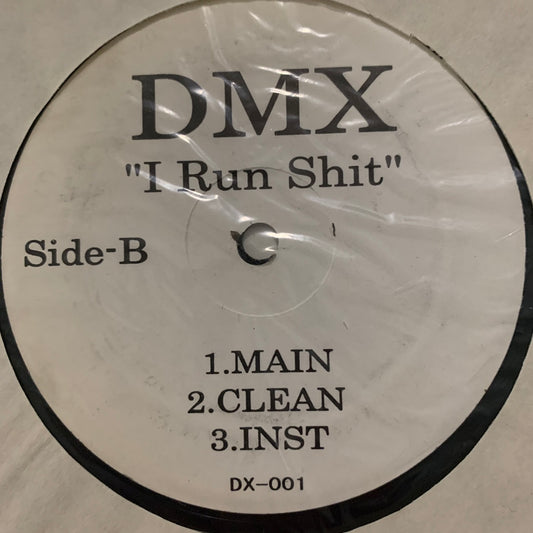 DMX
"I Run Shit"
Side-B
1.MAIN
2.CLEAN
3.INST
DX-001